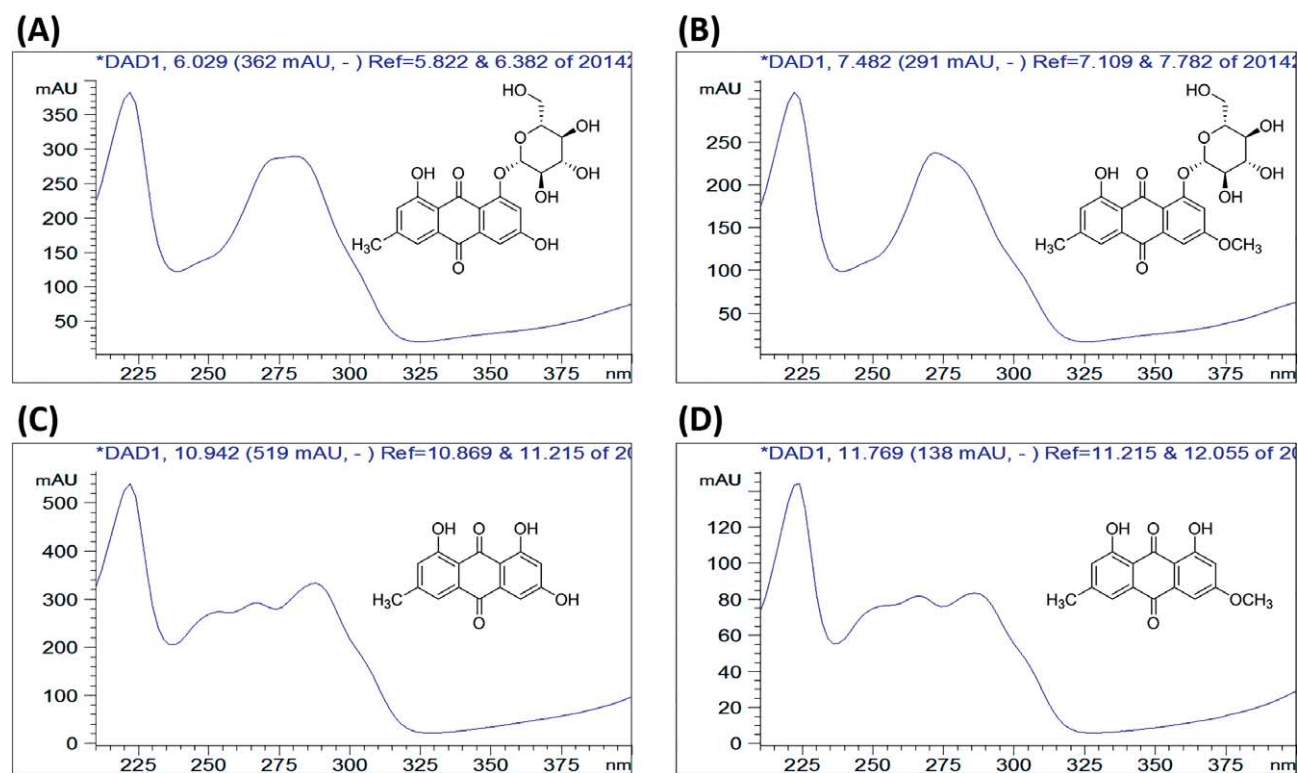 (A)
*DAD1, 6.029 (362 mAU, - ) Ref=5.822 & 6.382 of 20142
mAU
350
300
250
200
150
100
50
225 250 275 300 325 350 375 nm
HO
OH
O
OH
OH
OH O O
H₃C
OH
O
(B)
*DAD1, 7.482 (291 mAU, - ) Ref=7.109 & 7.782 of 20142
mAU
250
200
150
100
50
225 250 275 300 325 350 375 nm
HO
OH
O
OH
OH
OH O O
H₃C
OCH₃
O
(C)
*DAD1, 10.942 (519 mAU, - ) Ref=10.869 & 11.215 of 20
mAU
500
400
300
200
100
0
225 250 275 300 325 350 375 nm
OH O OH
H₃C
OH
O
(D)
*DAD1, 11.769 (138 mAU, - ) Ref=11.215 & 12.055 of 20
mAU
120
100
80
60
40
20
0
225 250 275 300 325 350 375 nm
OH O OH
H₃C
OCH₃
O